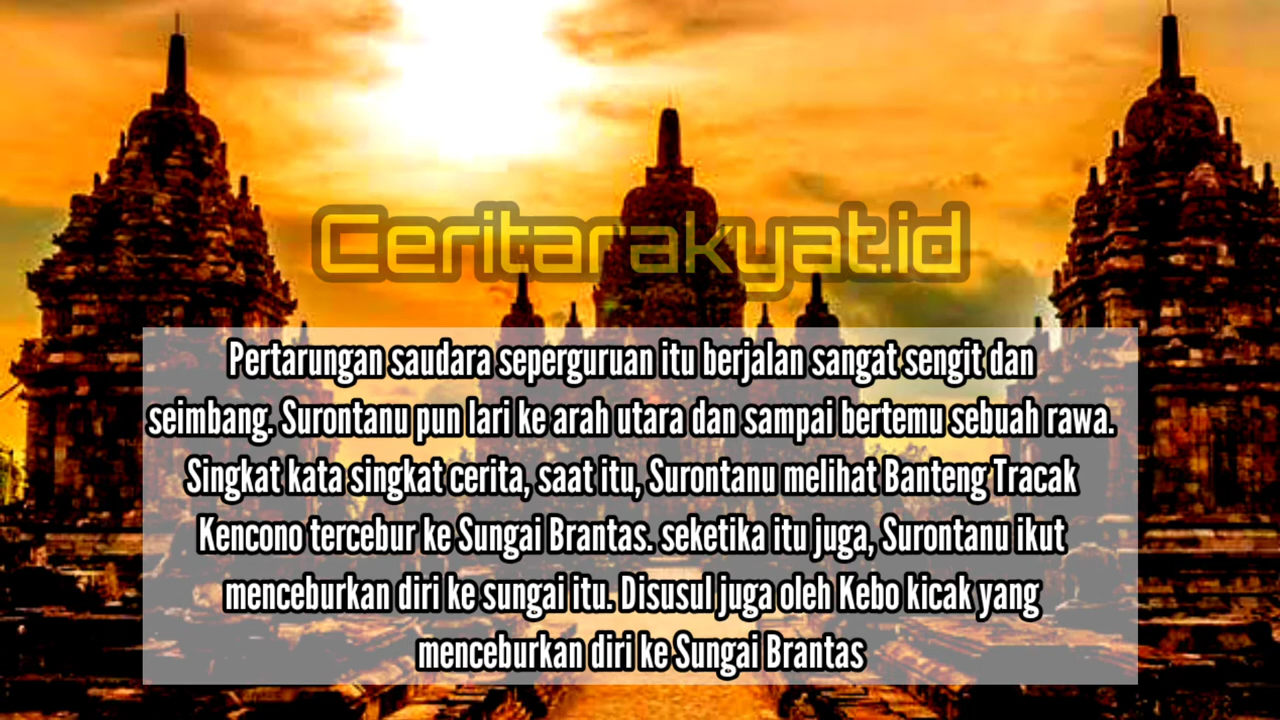 Ceritarakyat.id
Pertarungan saudara seperguruan itu berjalan sangat sengit dan
seimbang. Surontanu pun lari ke arah utara dan sampai bertemu sebuah rawa.
Singkat kata singkat cerita, saat itu, Surontanu melihat Banteng Tracak
Kencono tercebur ke Sungai Brantas. seketika itu juga, Surontanu ikut
menceburkan diri ke sungai itu. Disusul juga oleh Kebo kicak yang
menceburkan diri ke Sungai Brantas